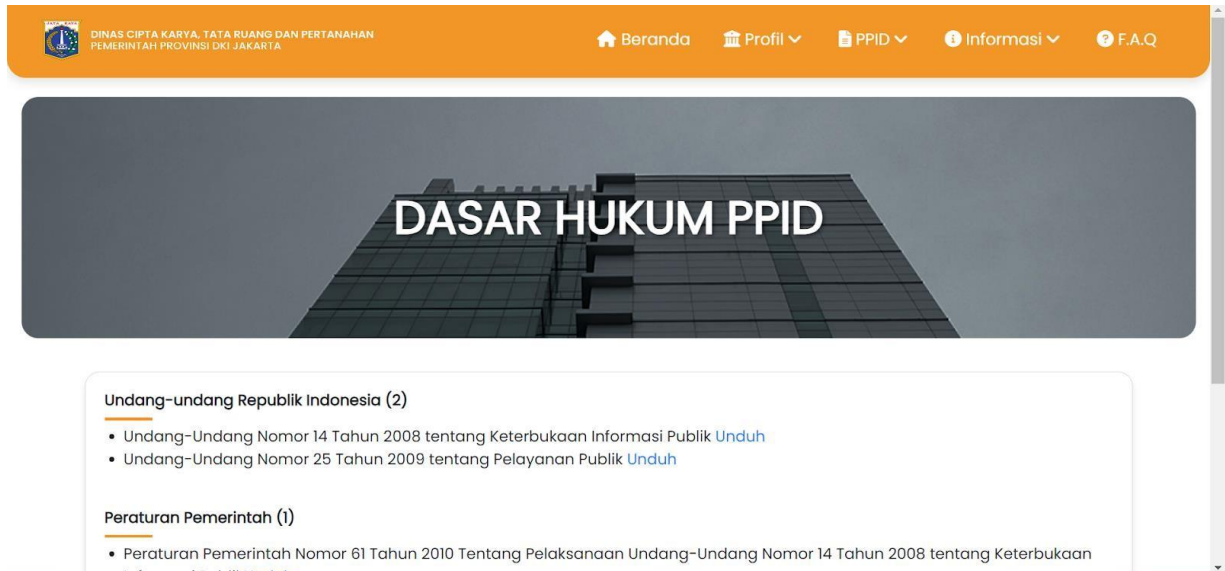 DINAS CIPTA KARYA, TATA RUANG DAN PERTANAHAN
PEMERINTAH PROVINSI DKI JAKARTA
Beranda Profil PPID Informasi F.A.Q
DASAR HUKUM PPID
Undang-undang Republik Indonesia (2)
• Undang-Undang Nomor 14 Tahun 2008 tentang Keterbukaan Informasi Publik Unduh
• Undang-Undang Nomor 25 Tahun 2009 tentang Pelayanan Publik Unduh
Peraturan Pemerintah (1)
• Peraturan Pemerintah Nomor 61 Tahun 2010 Tentang Pelaksanaan Undang-Undang Nomor 14 Tahun 2008 tentang Keterbukaan